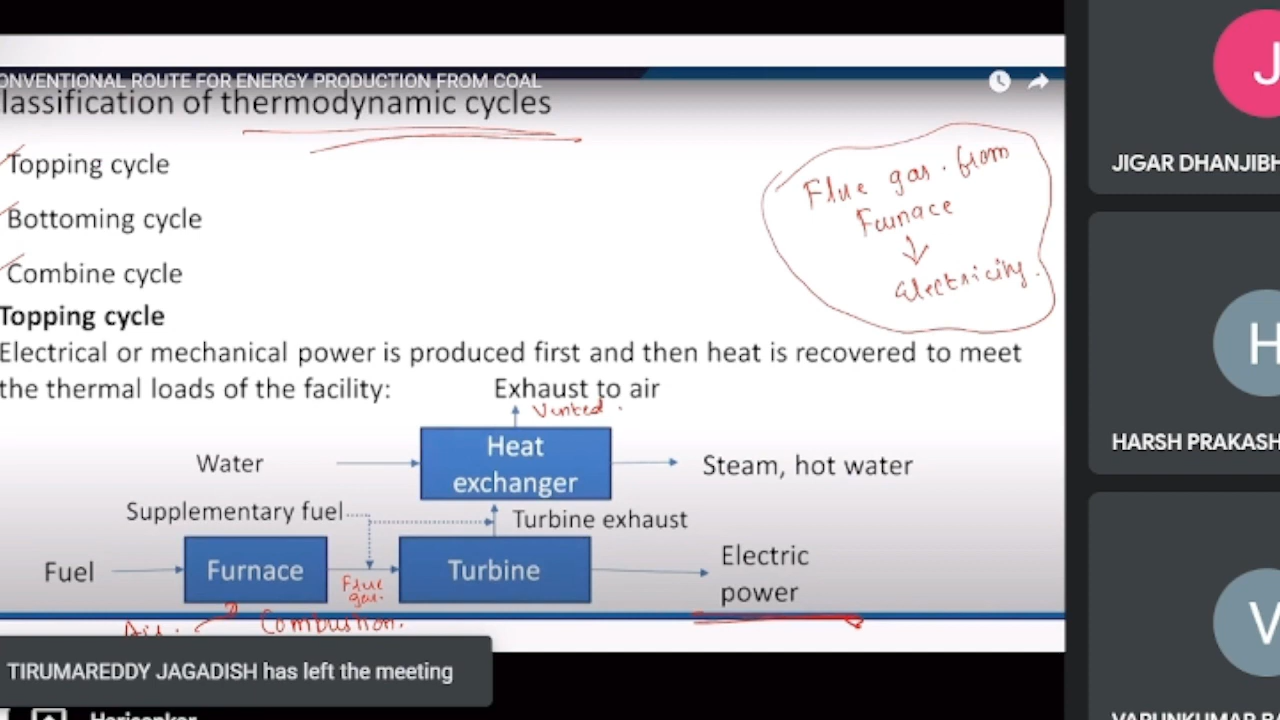 ONVENTIONAL ROUTE FOR ENERGY PRODUCTION FROM COAL
lassification of thermodynamic cycles
Topping cycle
Bottoming cycle
Combine cycle
Flue gas. from
Furnace
↓
Electricity.
Topping cycle
Electrical or mechanical power is produced first and then heat is recovered to meet
the thermal loads of the facility:
Exhaust to air
Vented.
Water
Heat
exchanger
Steam, hot water
Supplementary fuel
Turbine exhaust
Fuel
Furnace
Flue
gas.
Turbine
Electric
power
Air.
Combustion.
TIRUMAREDDY JAGADISH has left the meeting
Harisankar
J
JIGAR DHANJIBH
H
HARSH PRAKASH
V
VARUNKUMAR BA